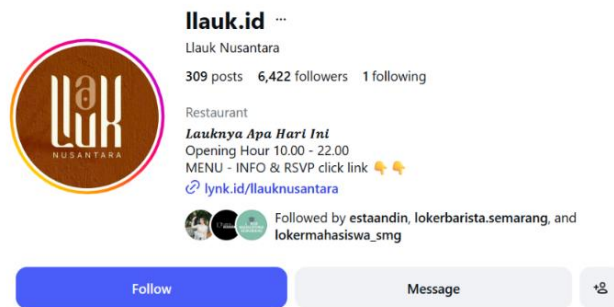 llauk.id ...
Llauk Nusantara
309 posts 6,422 followers 1 following
Restaurant
Lauknya Apa Hari Ini
Opening Hour 10.00 - 22.00
MENU - INFO & RSVP click link 👇 👇
lynk.id/llauknusantara
Followed by estaandin, lokerbarista.semarang, and
lokermahasiswa_smg
Follow
Message
llauk
NUSANTARA